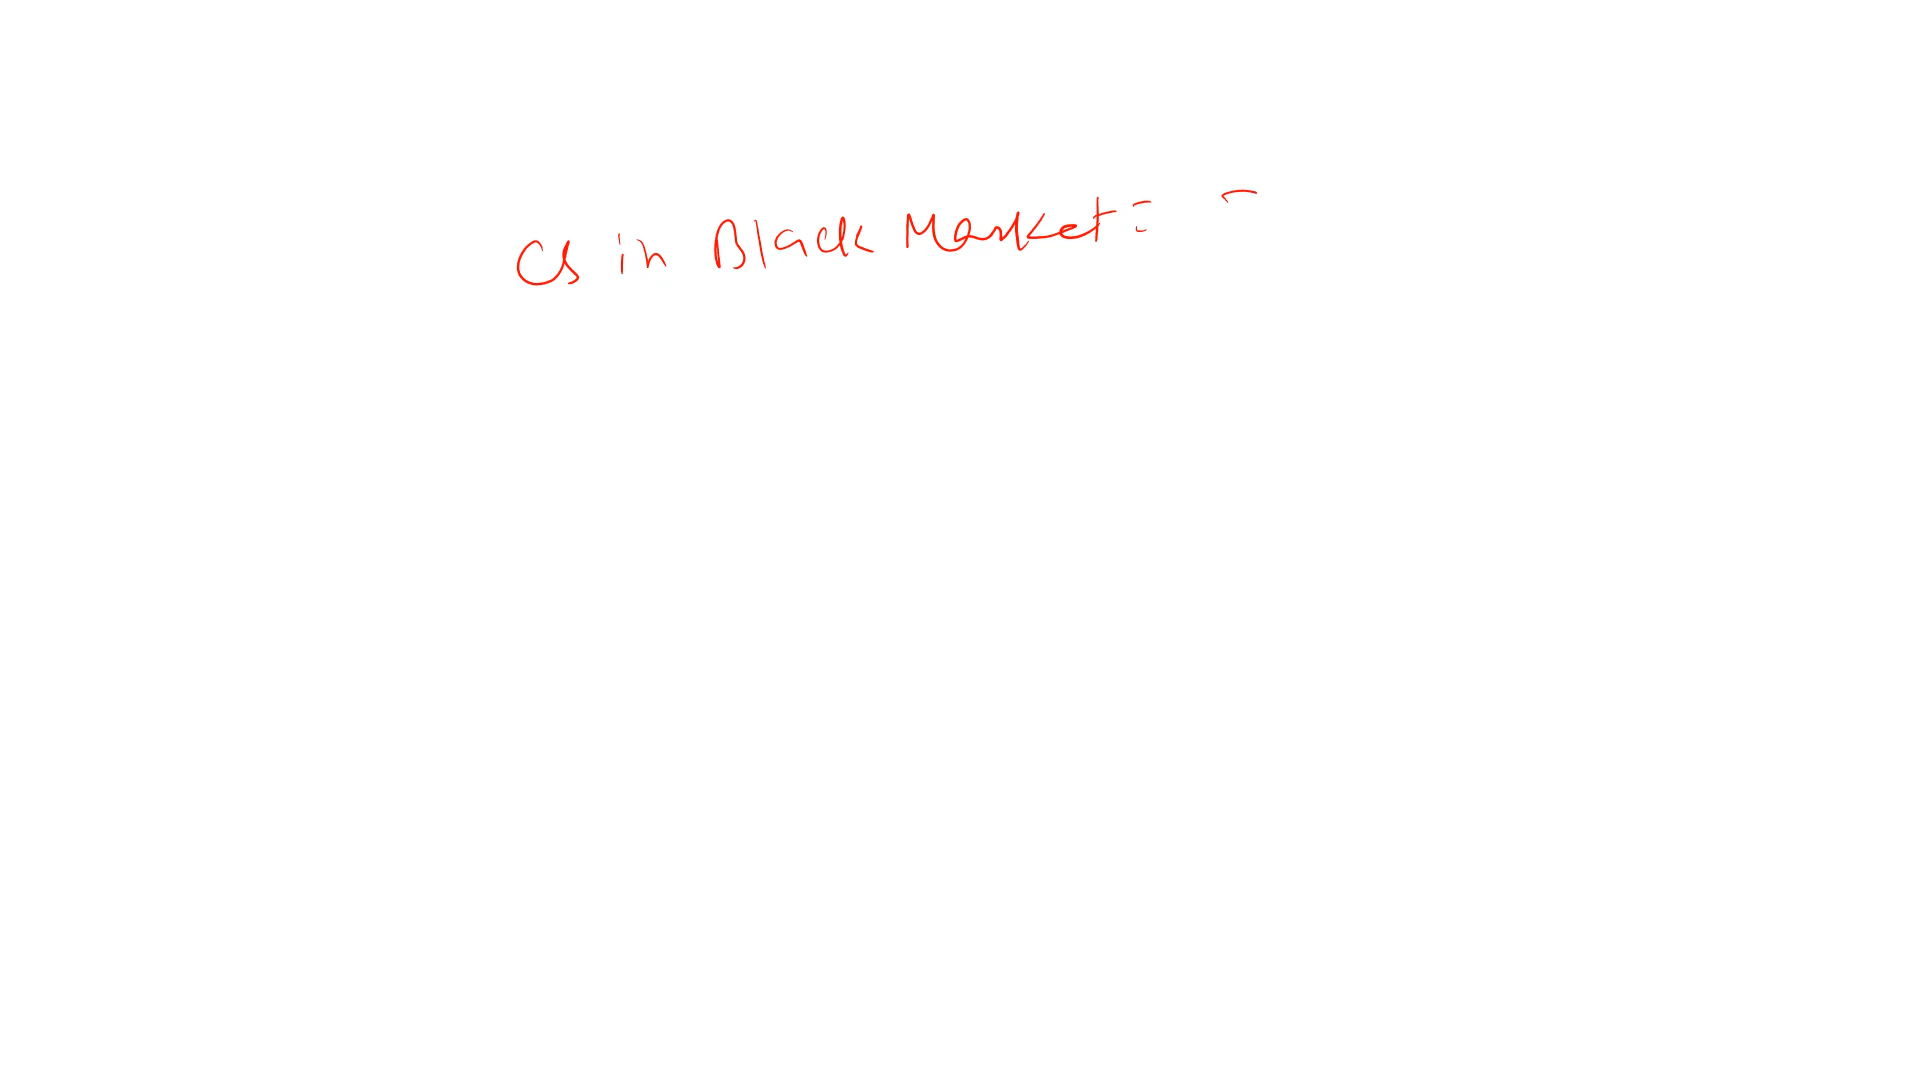 CS in Black Market =